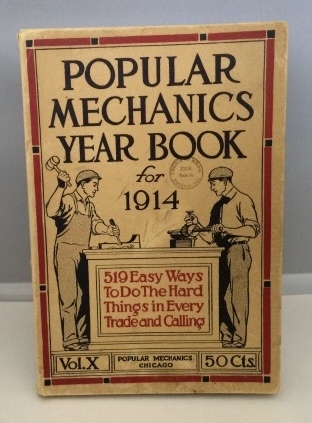 POPULAR
MECHANICS
YEAR BOOK
for
1914
519 Easy Ways
To Do The Hard
Things in Every
Trade and Calling
Vol. X
POPULAR MECHANICS
CHICAGO
50 Cts.